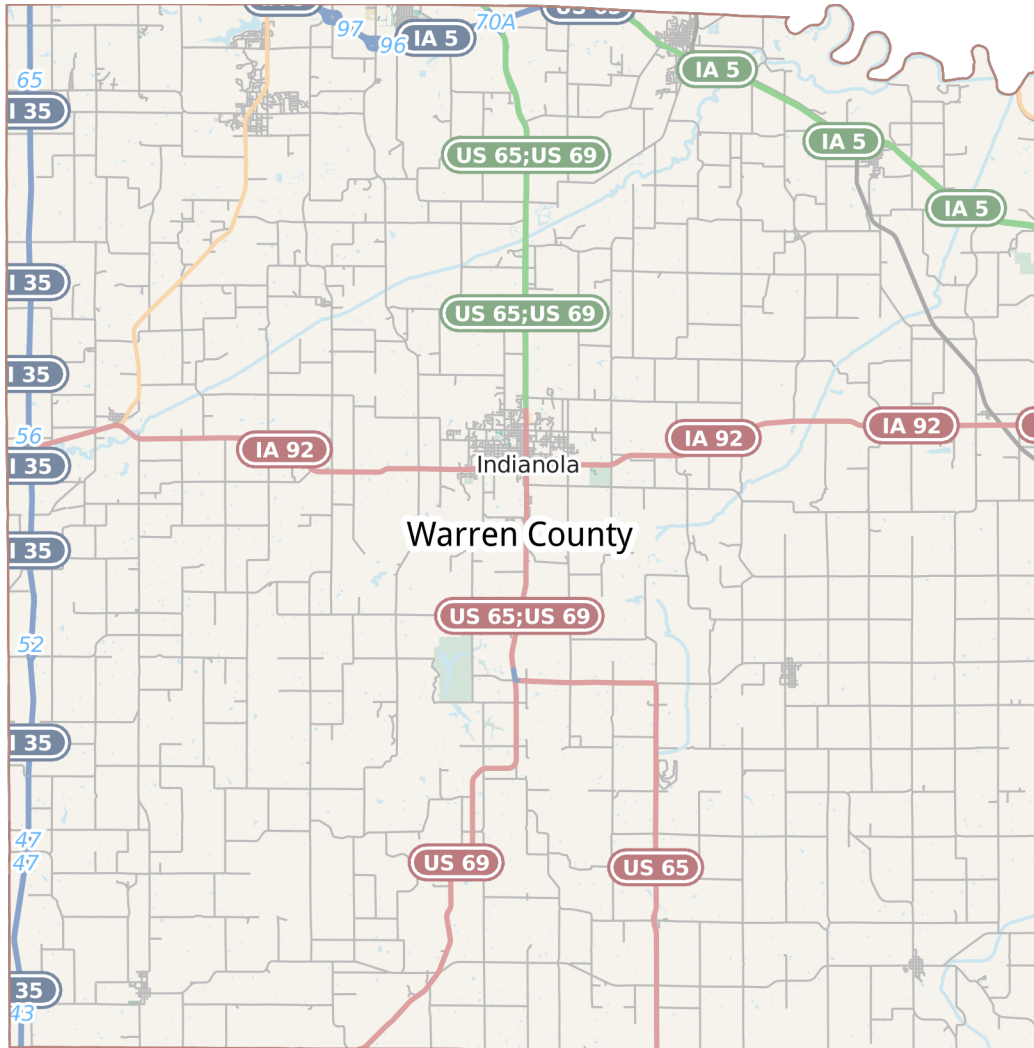 97
96
IA 5
70A
65
I 35
IA 5
US 65;US 69
IA 5
IA 5
I 35
US 65;US 69
I 35
56
I 35
IA 92
IA 92
IA 92
Indianola
Warren County
I 35
US 65;US 69
52
I 35
47
47
US 69
US 65
35
43